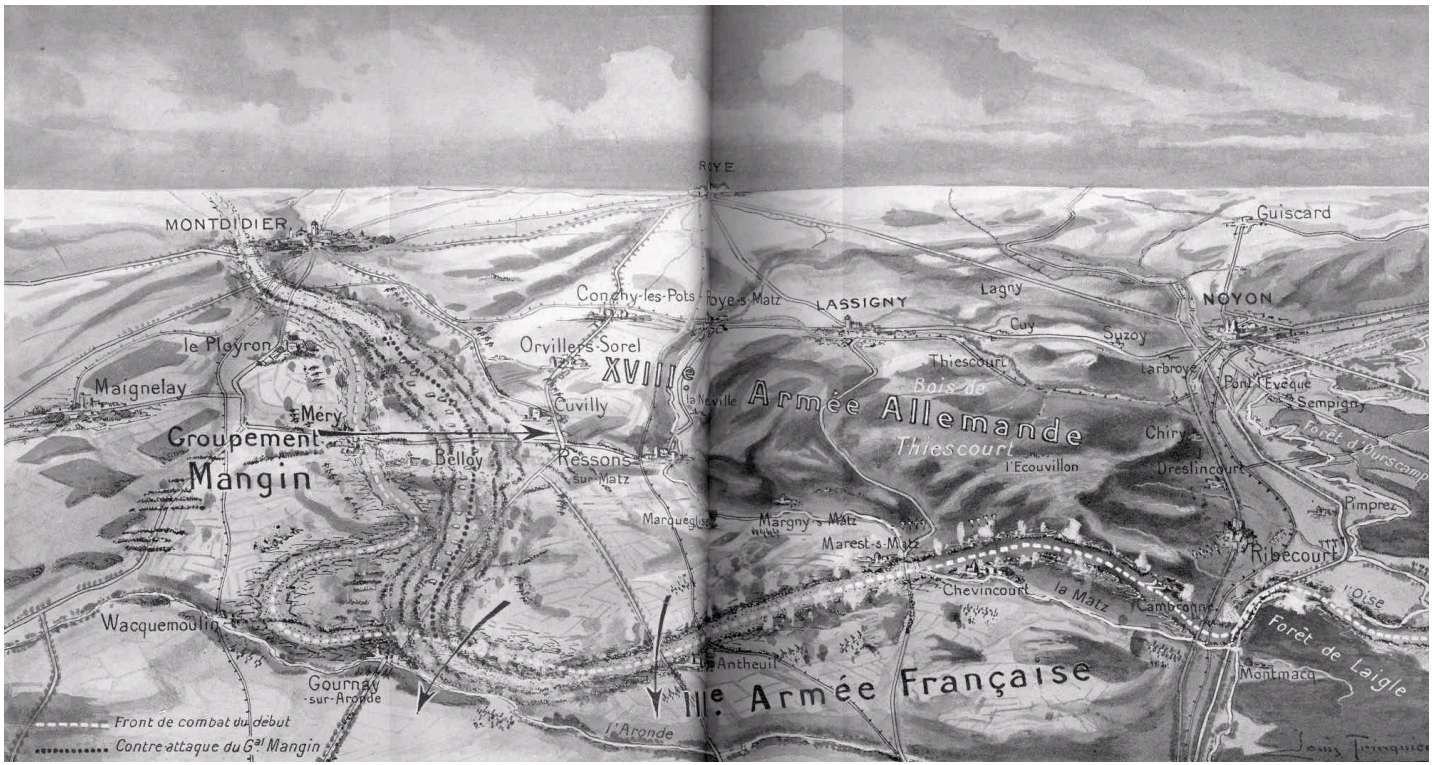 ROYE
MONTDIDIER
Guiscard
Lagny
NOYON
Conchy-les-Pots
Roye-s-Matz
LASSIGNY
Cuy
Suzoy
le Ployron
Orvillers-Sorel
Thiescourt
Larbroye
Pont l'Evêque
Maignelay
XVIIIe. Armée Allemande
Bois de
Thiescourt
Sempigny
Cuvilly
la Neville
Méry
Forêt d'Ourscamp
Groupement
Mangin
Belloy
Ressons
sur-Matz
Chiry
l'Ecouvillon
Dreslincourt
Pimprez
Marqueglise
Margny-s-Matz
Marest-s-Matz
Ribécourt
Chevincourt
la Matz
Cambronne
l'Oise
Wacquemoulin
Forêt de Laigle
Antheuil
Montmacq
Gournay
-sur-Aronde
IIIe. Armée Française
l'Aronde
Front de combat du début
Contre-attaque du Gal Mangin